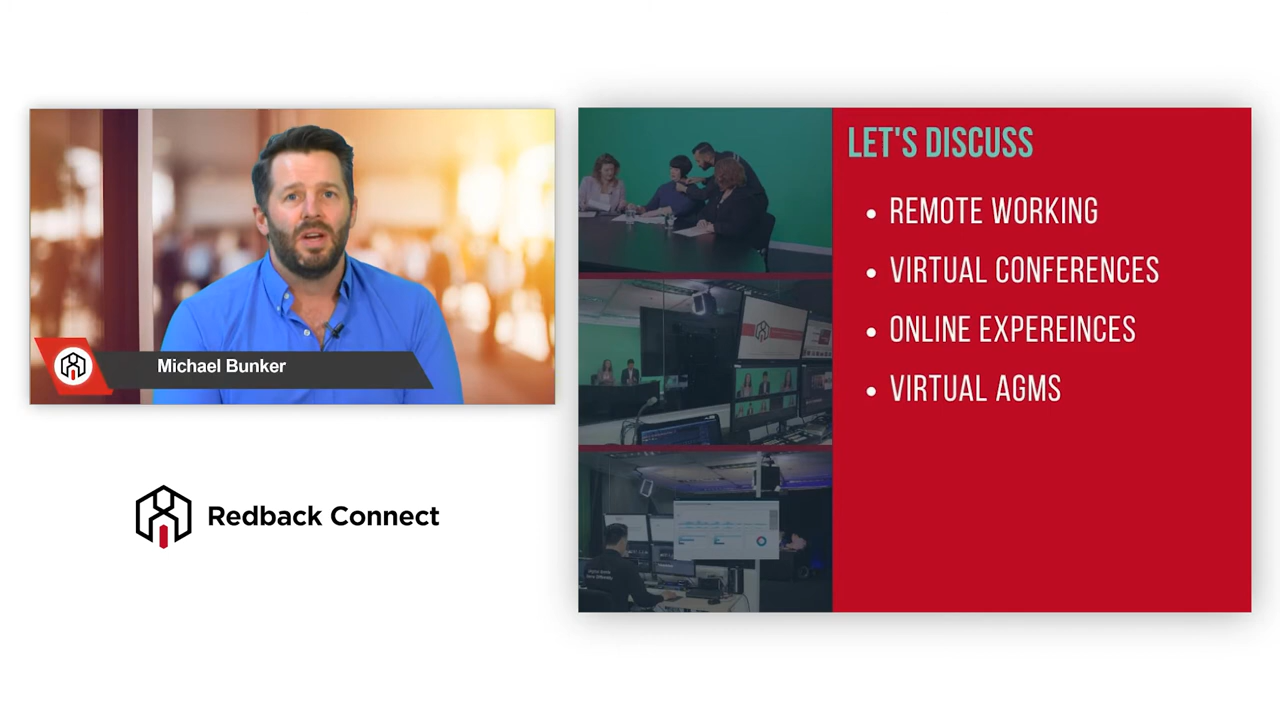 Michael Bunker
Redback Connect
LET'S DISCUSS
• REMOTE WORKING
• VIRTUAL CONFERENCES
• ONLINE EXPEREINCES
• VIRTUAL AGMS